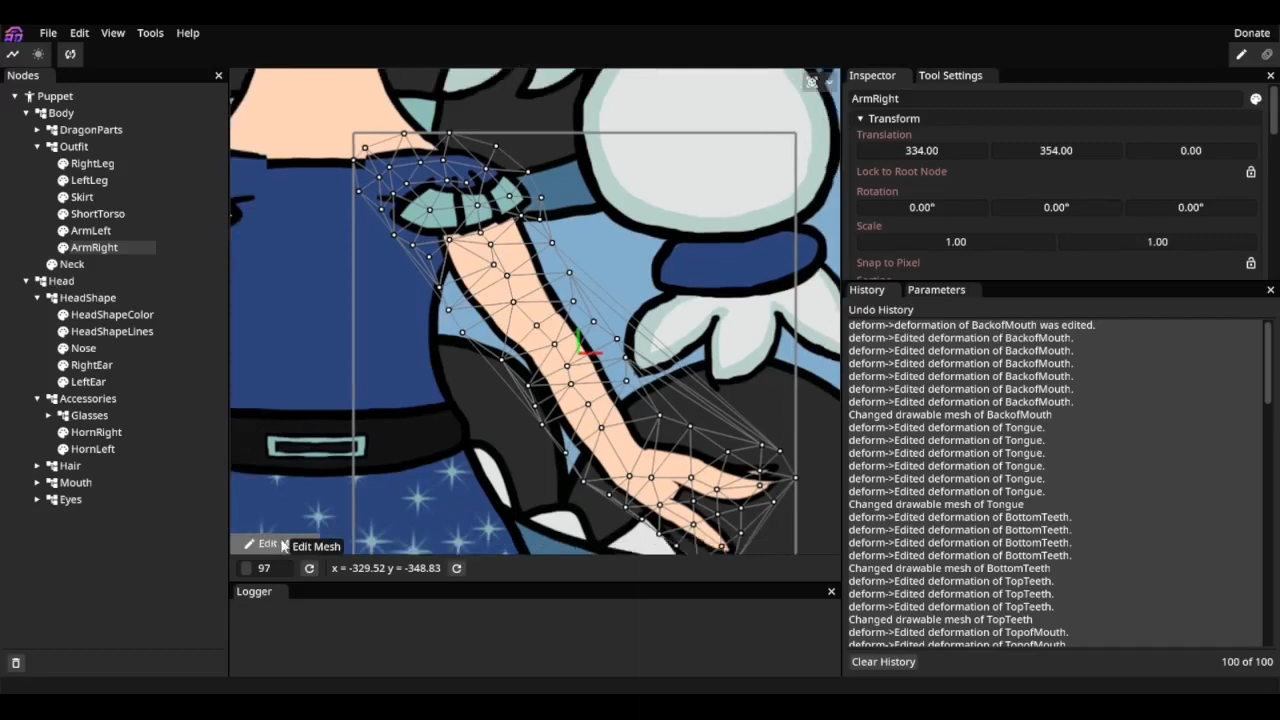 File Edit View Tools Help Donate
Nodes
Puppet
Body
DragonParts
Outfit
RightLeg
LeftLeg
Skirt
ShortTorso
ArmLeft
ArmRight
Neck
Head
HeadShape
HeadShapeColor
HeadShapeLines
Nose
RightEar
LeftEar
Accessories
Glasses
HornRight
HornLeft
Hair
Mouth
Eyes
Edit
Edit Mesh
97 x = -329.52 y = -348.83
Logger
Inspector Tool Settings
ArmRight
Transform
Translation
334.00 354.00 0.00
Lock to Root Node
Rotation
0.00° 0.00° 0.00°
Scale
1.00 1.00
Snap to Pixel
History Parameters
Undo History
deform->deformation of BackofMouth was edited.
deform->Edited deformation of BackofMouth.
deform->Edited deformation of BackofMouth.
deform->Edited deformation of BackofMouth.
deform->Edited deformation of BackofMouth.
deform->Edited deformation of BackofMouth.
deform->Edited deformation of BackofMouth.
Changed drawable mesh of BackofMouth
deform->Edited deformation of Tongue.
deform->Edited deformation of Tongue.
deform->Edited deformation of Tongue.
deform->Edited deformation of Tongue.
deform->Edited deformation of Tongue.
deform->Edited deformation of Tongue.
Changed drawable mesh of Tongue
deform->Edited deformation of BottomTeeth.
deform->Edited deformation of BottomTeeth.
deform->Edited deformation of BottomTeeth.
deform->Edited deformation of BottomTeeth.
Changed drawable mesh of BottomTeeth
deform->Edited deformation of TopTeeth.
deform->Edited deformation of TopTeeth.
deform->Edited deformation of TopTeeth.
Changed drawable mesh of TopTeeth
deform->Edited deformation of TopofMouth.
deform->Edited deformation of TopofMouth.
Clear History 100 of 100